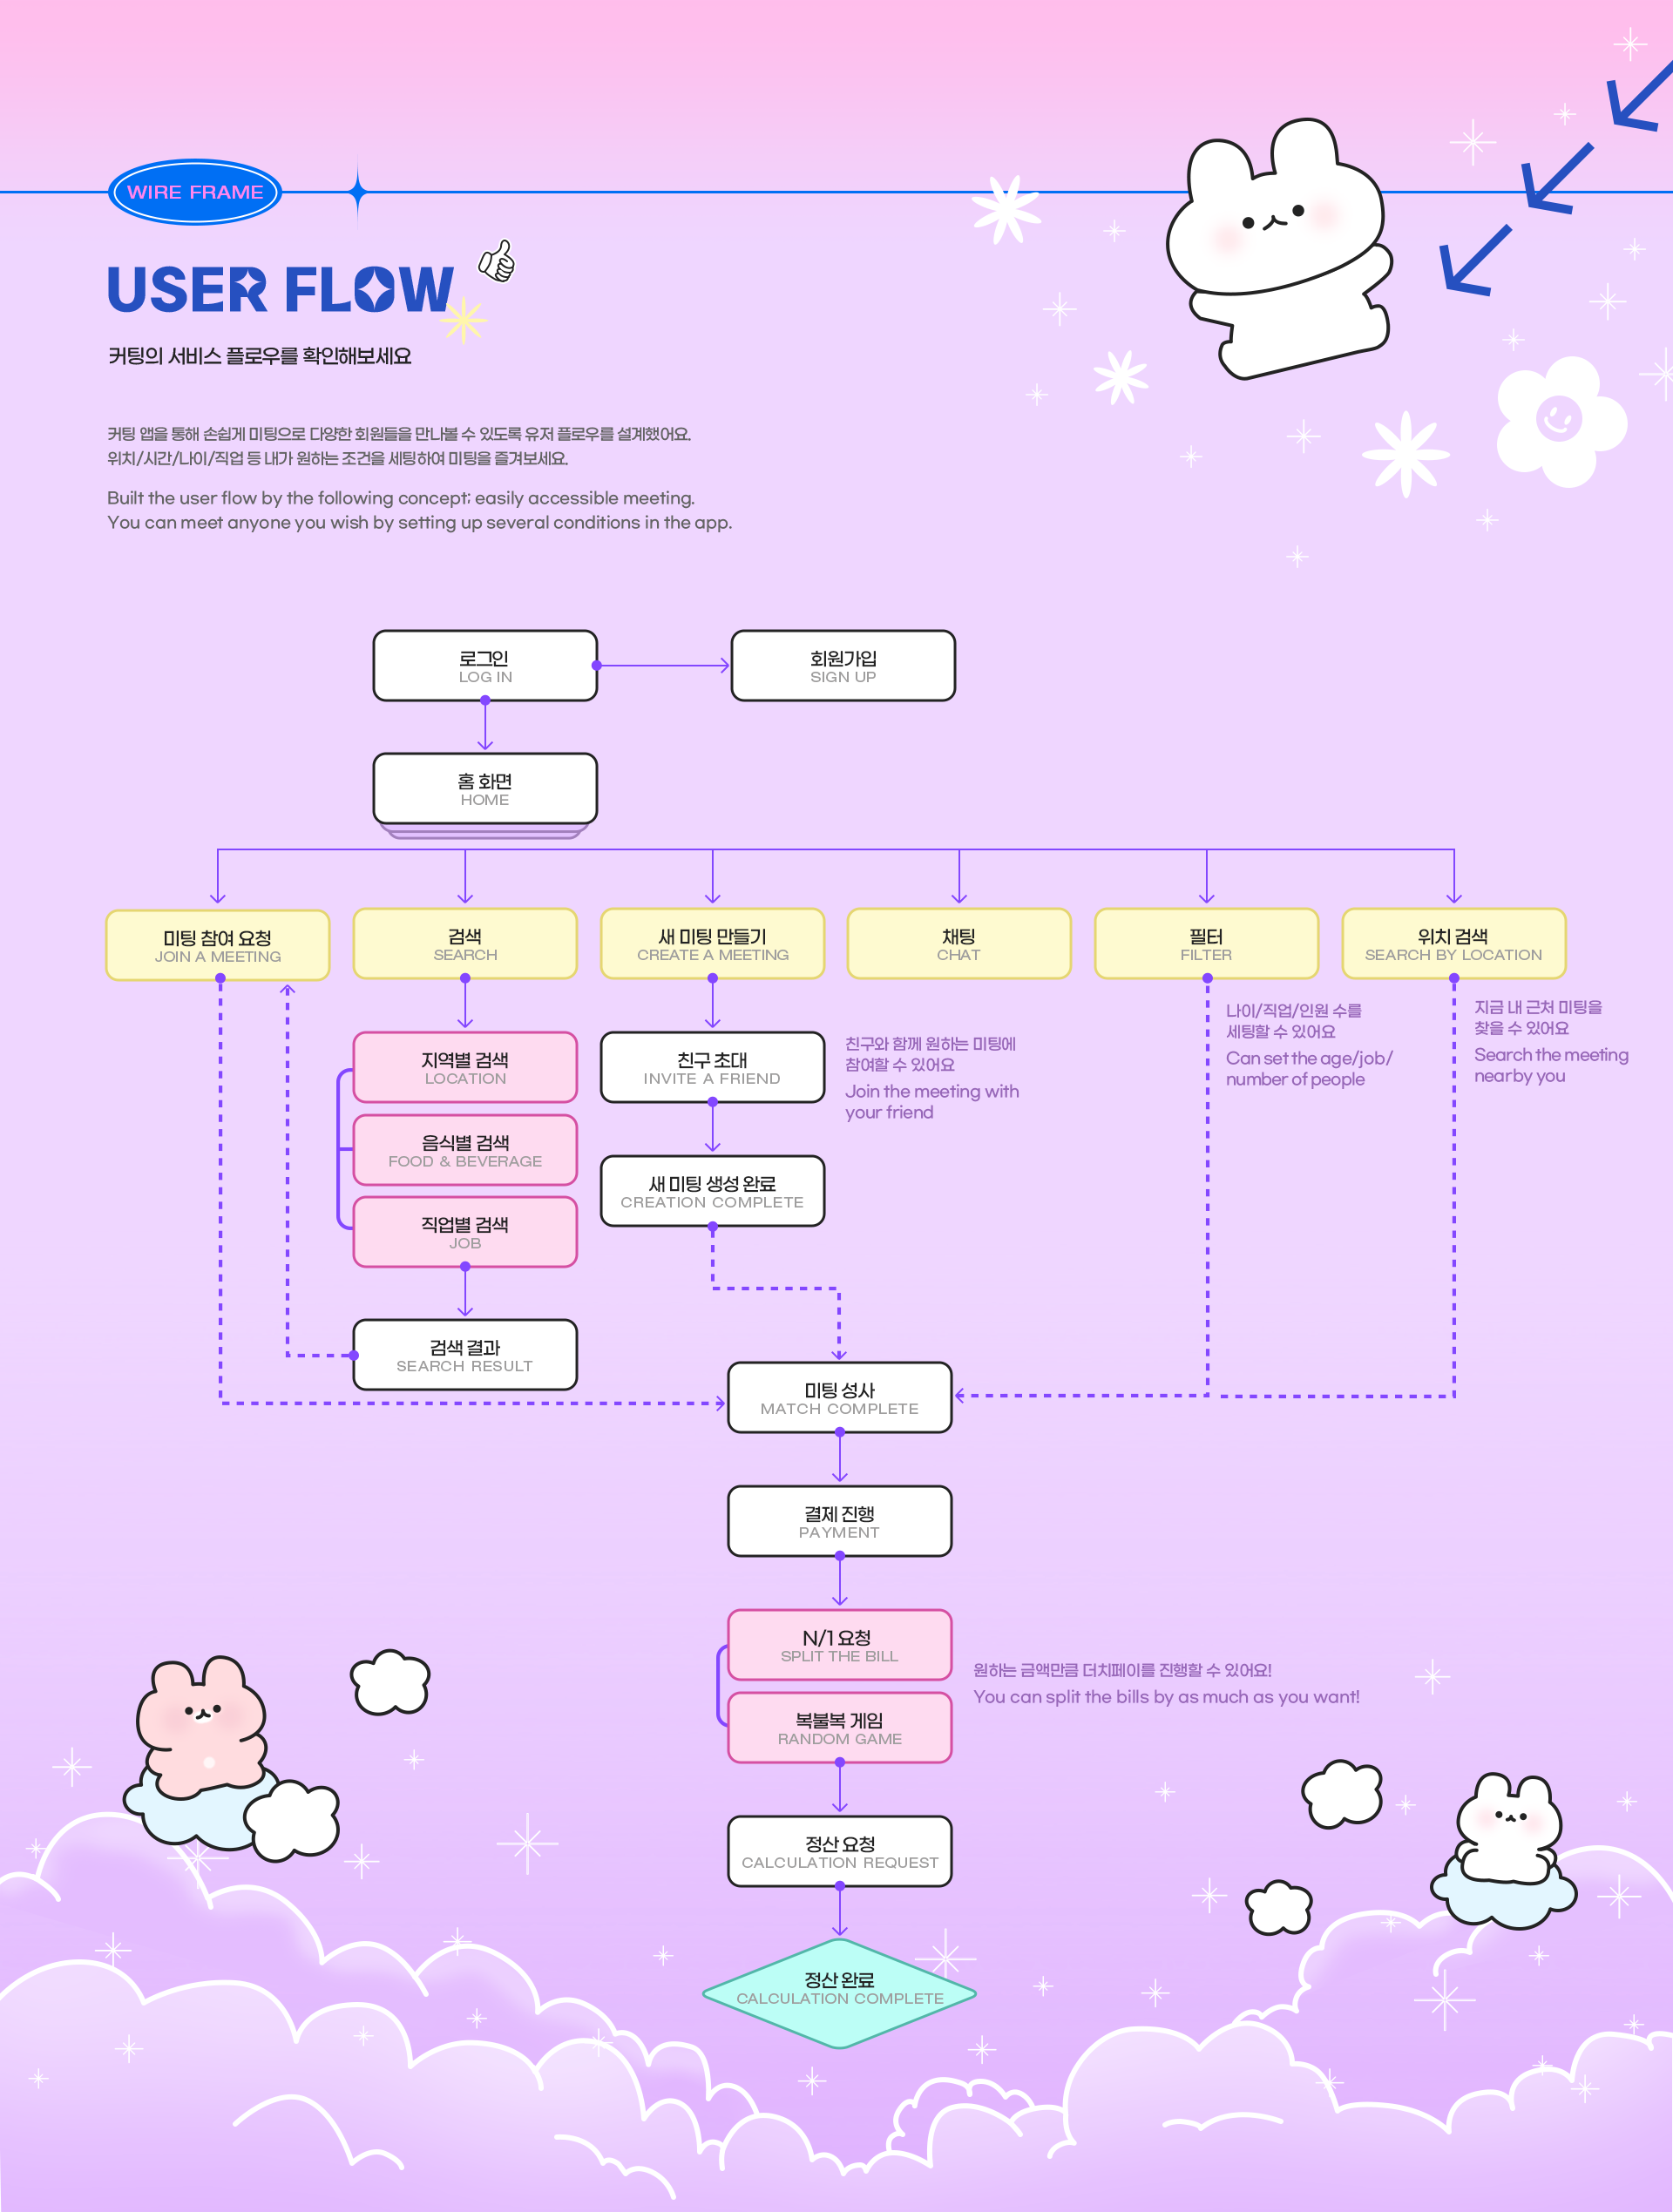 WIRE FRAME
USER FLOW
커팅의 서비스 플로우를 확인해보세요
커팅 앱을 통해 손쉽게 미팅으로 다양한 회원들을 만나볼 수 있도록 유저 플로우를 설계했어요.
위치/시간/나이/직업 등 내가 원하는 조건을 세팅하여 미팅을 즐겨보세요.
Built the user flow by the following concept: easily accessible meeting.
You can meet anyone you wish by setting up several conditions in the app.
로그인
LOG IN
회원가입
SIGN UP
홈 화면
HOME
미팅 참여 요청
JOIN A MEETING
검색
SEARCH
새 미팅 만들기
CREATE A MEETING
채팅
CHAT
필터
FILTER
위치 검색
SEARCH BY LOCATION
지역별 검색
LOCATION
음식별 검색
FOOD & BEVERAGE
직업별 검색
JOB
검색 결과
SEARCH RESULT
친구 초대
INVITE A FRIEND
친구와 함께 원하는 미팅에
참여할 수 있어요
Join the meeting with
your friend
새 미팅 생성 완료
CREATION COMPLETE
나이/직업/인원 수를
세팅할 수 있어요
Can set the age/job/
number of people
지금 내 근처 미팅을
찾을 수 있어요
Search the meeting
nearby you
미팅 성사
MATCH COMPLETE
결제 진행
PAYMENT
N/1 요청
SPLIT THE BILL
복불복 게임
RANDOM GAME
원하는 금액만큼 더치페이를 진행할 수 있어요!
You can split the bills by as much as you want!
정산 요청
CALCULATION REQUEST
정산 완료
CALCULATION COMPLETE